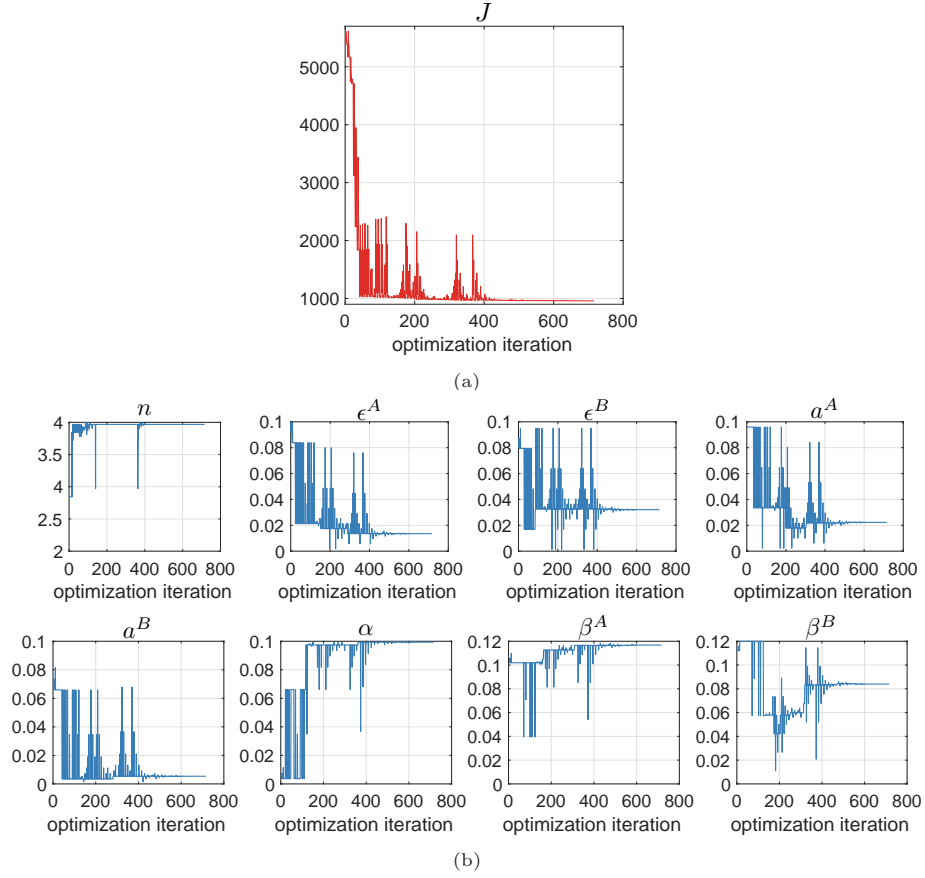 J
5000
4000
3000
2000
1000
0 200 400 600 800
optimization iteration
(a)
n ϵ^A ϵ^B a^A
4 0.1 0.1 0.1
3.5 0.08 0.08 0.08
3 0.06 0.06 0.06
2.5 0.04 0.04 0.04
2 0.02 0.02 0.02
0 0 0
0 200 400 600 800 0 200 400 600 800 0 200 400 600 800 0 200 400 600 800
optimization iteration optimization iteration optimization iteration optimization iteration
a^B α β^A β^B
0.1 0.1 0.12 0.12
0.08 0.08 0.1 0.1
0.06 0.06 0.08 0.08
0.04 0.04 0.06 0.06
0.02 0.02 0.04 0.04
0 0 0.02 0.02
0 0
0 200 400 600 800 0 200 400 600 800 0 200 400 600 800 0 200 400 600 800
optimization iteration optimization iteration optimization iteration optimization iteration
(b)